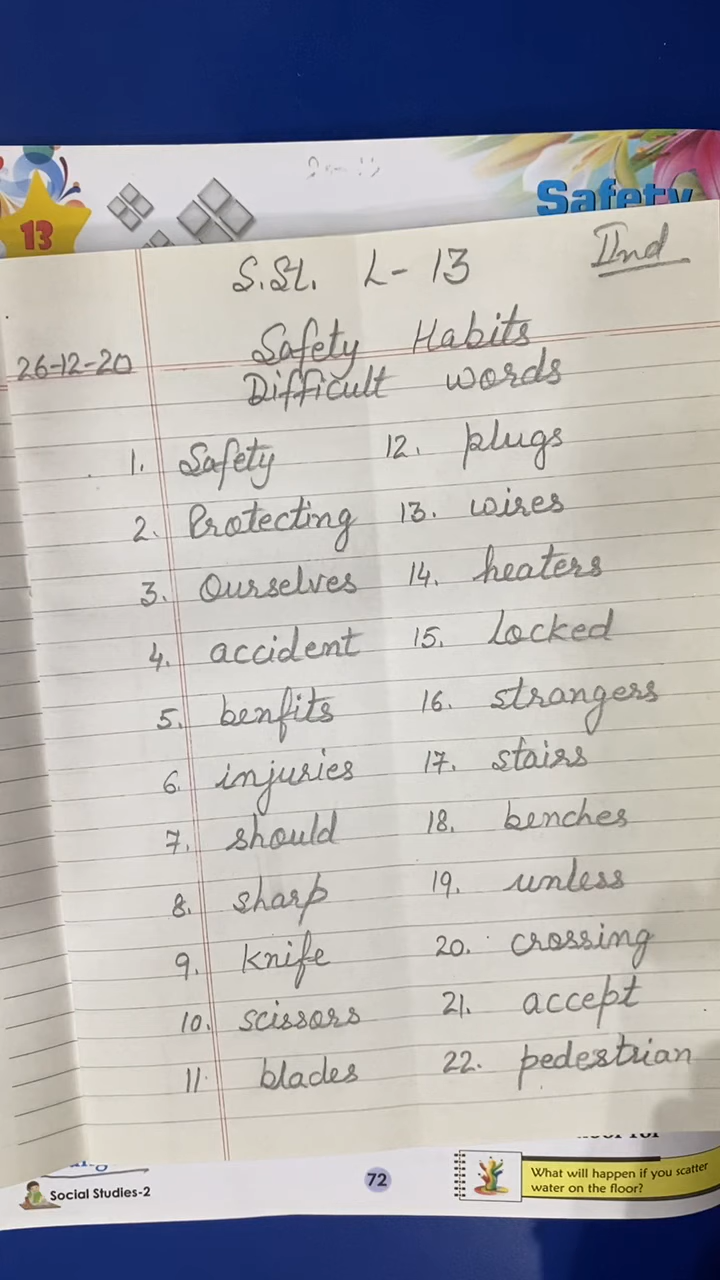 Safety
13
S.St. L- 13 IInd
26-12-20
Safety Habits
Difficult words
1. Safety 12. plugs
2. Protecting 13. wires
3. Ourselves 14. heaters
4. accident 15. locked
5. benfits 16. strangers
6. injuries 17. stairs
7. should 18. benches
8. sharp 19. unless
9. knife 20. crossing
10. scissors 21. accept
11. blades 22. pedestrian
Social Studies-2
72
What will happen if you scatter
water on the floor?